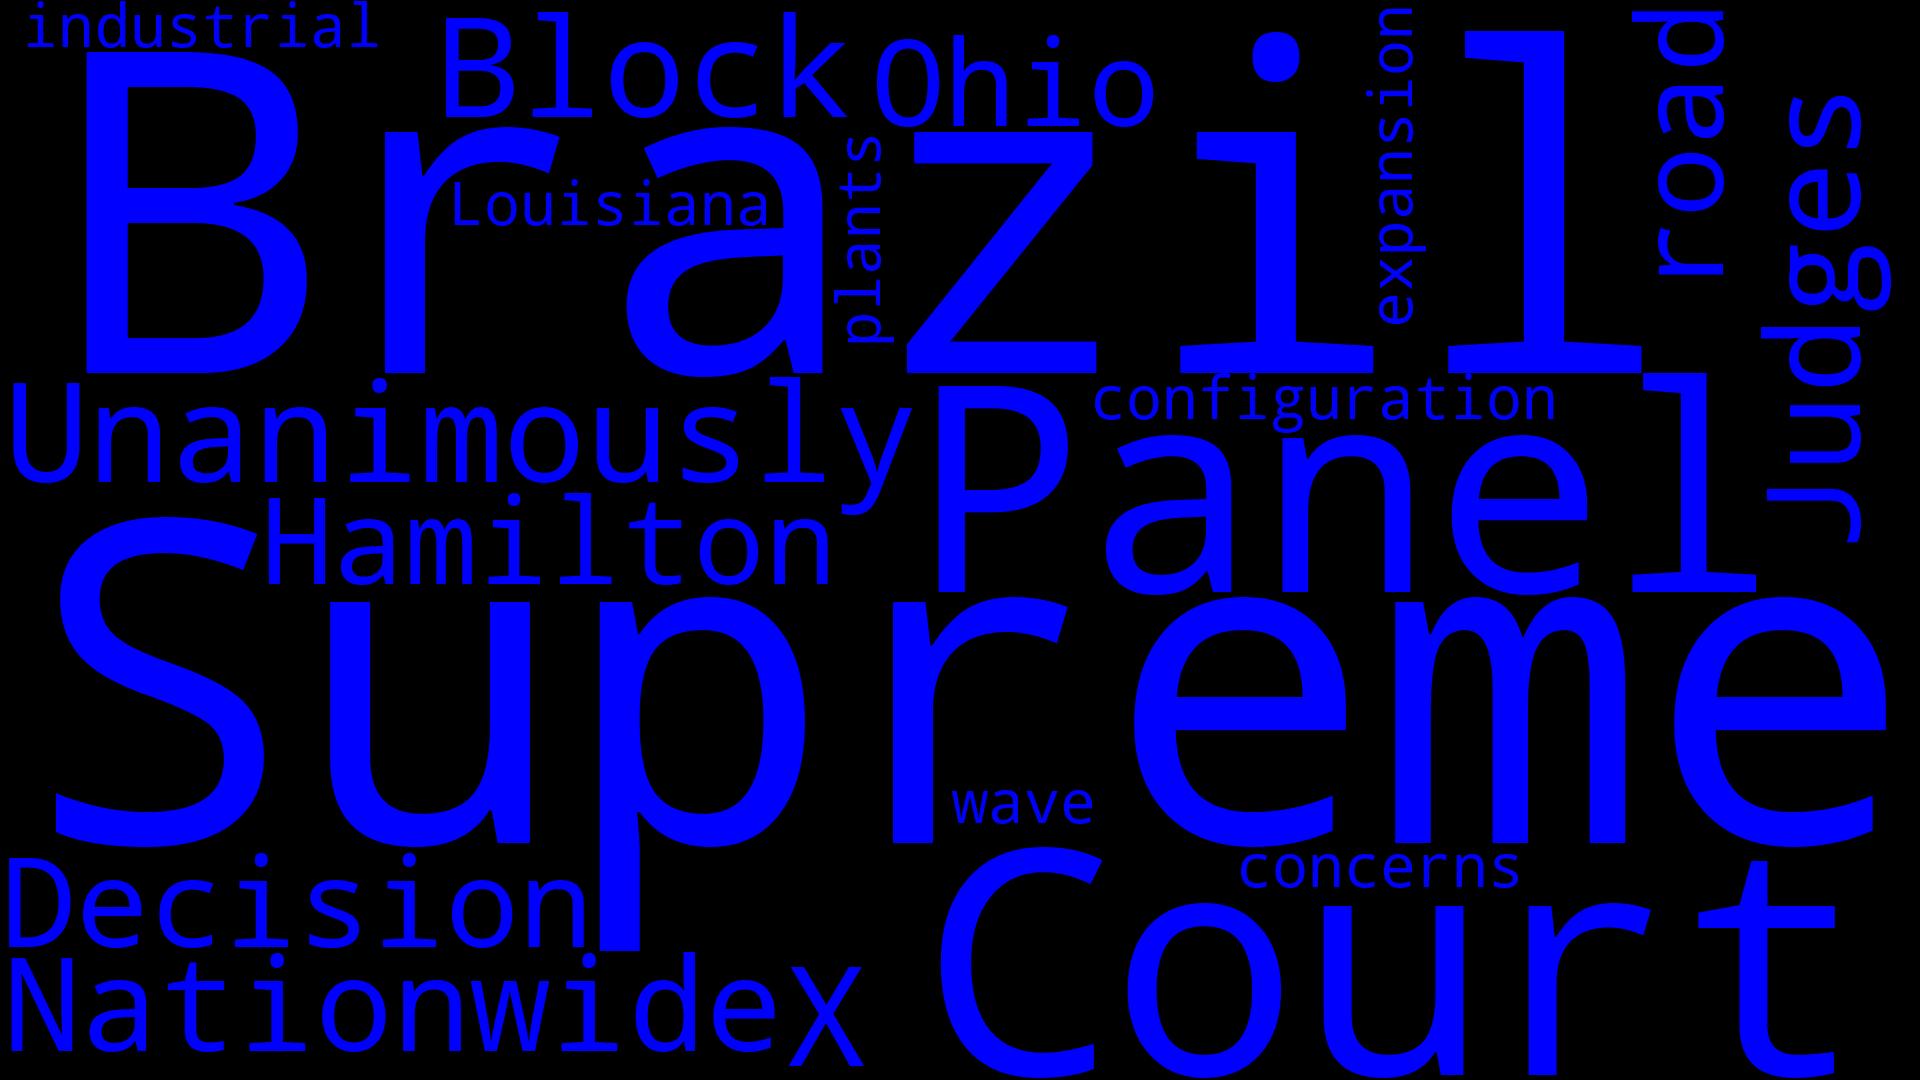 industrial
Block
Ohio
expansion
road
Judges
Brazil
Louisiana
plants
Unanimously
Panel
configuration
Hamilton
Supreme
wave
Decision
concerns
Court
Nationwide
X